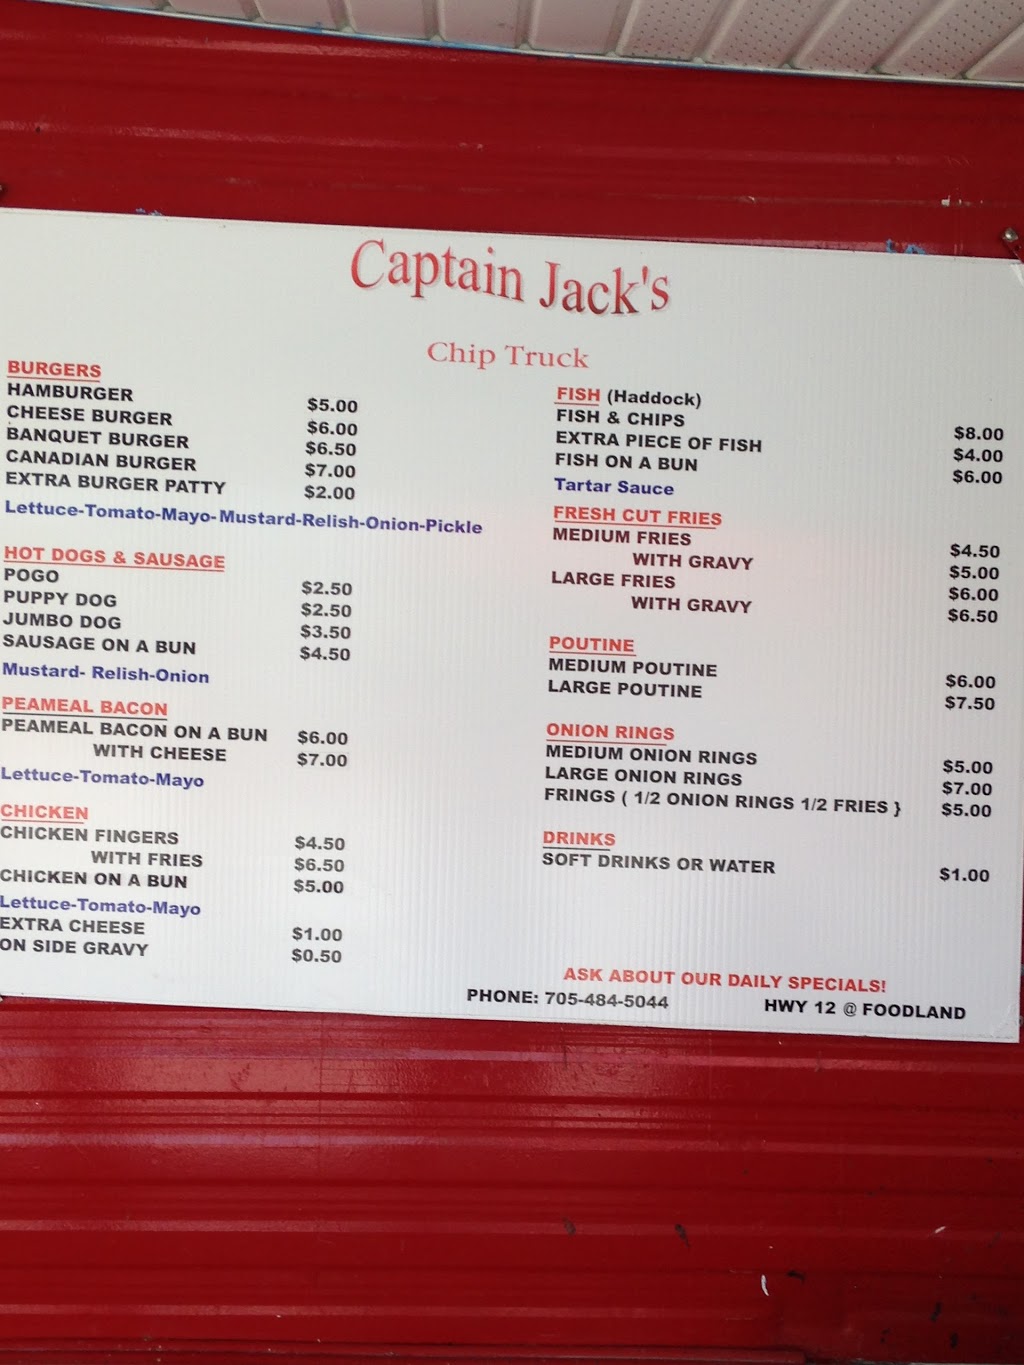 Captain Jack's
Chip Truck
BURGERS
HAMBURGER $5.00
CHEESE BURGER $6.00
BANQUET BURGER $6.50
CANADIAN BURGER $7.00
EXTRA BURGER PATTY $2.00
Lettuce-Tomato-Mayo-Mustard-Relish-Onion-Pickle
HOT DOGS & SAUSAGE
POGO $2.50
PUPPY DOG $2.50
JUMBO DOG $3.50
SAUSAGE ON A BUN $4.50
Mustard- Relish-Onion
PEAMEAL BACON
PEAMEAL BACON ON A BUN $6.00
WITH CHEESE $7.00
Lettuce-Tomato-Mayo
CHICKEN
CHICKEN FINGERS $4.50
WITH FRIES $6.50
CHICKEN ON A BUN $5.00
Lettuce-Tomato-Mayo
EXTRA CHEESE $1.00
ON SIDE GRAVY $0.50
FISH (Haddock)
FISH & CHIPS $8.00
EXTRA PIECE OF FISH $4.00
FISH ON A BUN $6.00
Tartar Sauce
FRESH CUT FRIES
MEDIUM FRIES $4.50
WITH GRAVY $5.00
LARGE FRIES $6.00
WITH GRAVY $6.50
POUTINE
MEDIUM POUTINE $6.00
LARGE POUTINE $7.50
ONION RINGS
MEDIUM ONION RINGS $5.00
LARGE ONION RINGS $7.00
FRINGS ( 1/2 ONION RINGS 1/2 FRIES } $5.00
DRINKS
SOFT DRINKS OR WATER $1.00
ASK ABOUT OUR DAILY SPECIALS!
PHONE: 705-484-5044 HWY 12 @ FOODLAND